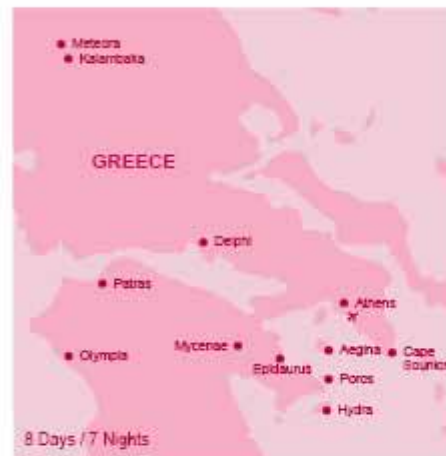 Meteora
Kalambaka
GREECE
Delphi
Patras
Athens
Mycenae
Aegina
Cape
Sounion
Olympia
Epidaurus
Poros
Hydra
8 Days / 7 Nights